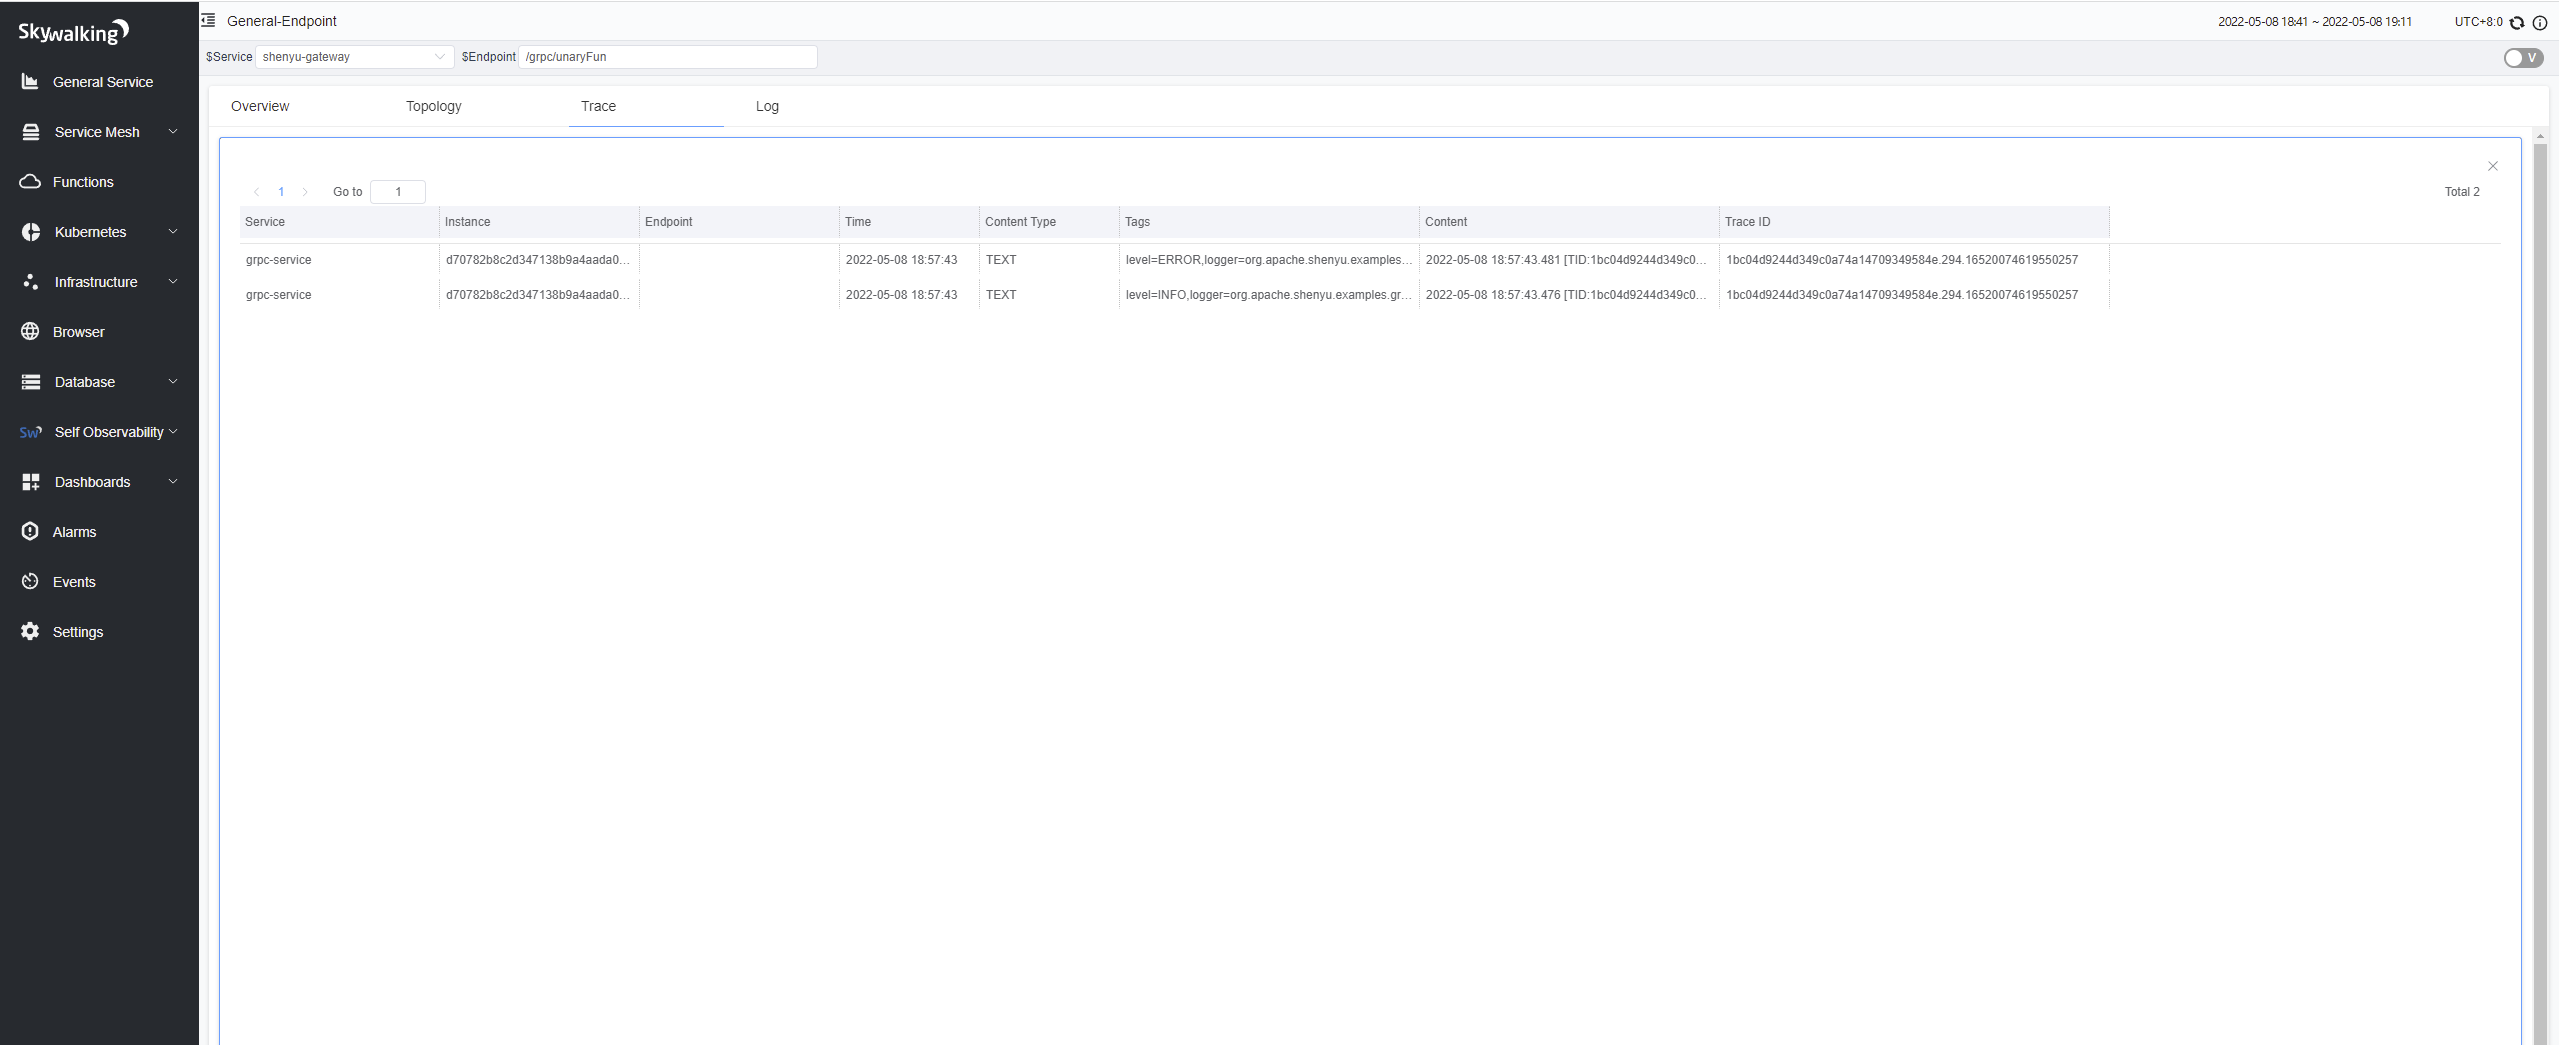 Skywalking
General Service
Service Mesh
Functions
Kubernetes
Infrastructure
Browser
Database
Sw Self Observability
Dashboards
Alarms
Events
Settings
General-Endpoint
2022-05-08 18:41 ~ 2022-05-08 19:11 UTC+8:0
$Service shenyu-gateway $Endpoint /grpc/unaryFun V
Overview Topology Trace Log
1 Go to 1 Total 2
Service Instance Endpoint Time Content Type Tags Content Trace ID
grpc-service d70782b8c2d347138b9a4aada0... 2022-05-08 18:57:43 TEXT level=ERROR,logger=org.apache.shenyu.examples... 2022-05-08 18:57:43.481 [TID:1bc04d9244d349c0... 1bc04d9244d349c0a74a14709349584e.294.16520074619550257
grpc-service d70782b8c2d347138b9a4aada0... 2022-05-08 18:57:43 TEXT level=INFO,logger=org.apache.shenyu.examples.gr... 2022-05-08 18:57:43.476 [TID:1bc04d9244d349c0... 1bc04d9244d349c0a74a14709349584e.294.16520074619550257